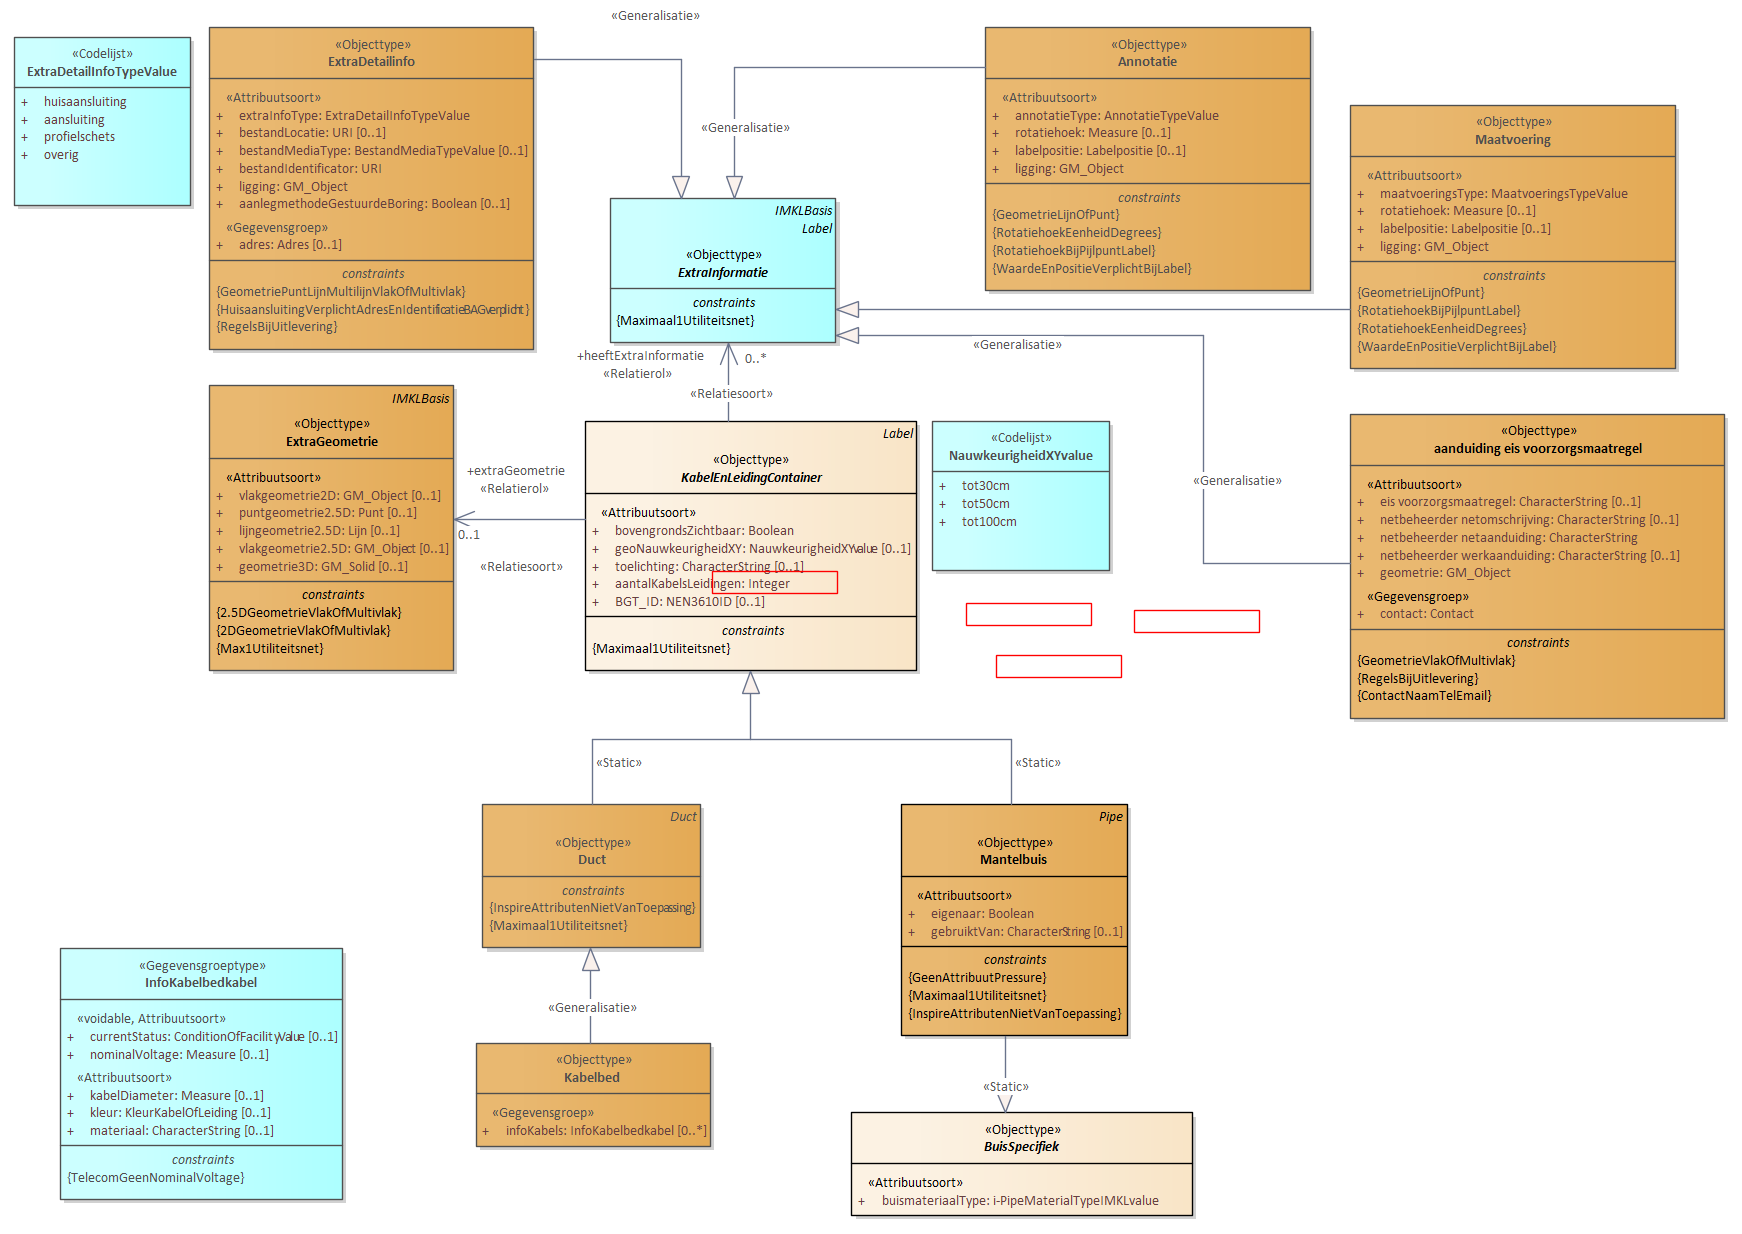 «Generalisatie»
«Codelijst»
ExtraDetailInfoTypeValue
+ huisaansluiting
+ aansluiting
+ profielschets
+ overig
«Objecttype»
ExtraDetailinfo
«Attribuutsoort»
+ extraInfoType: ExtraDetailInfoTypeValue
+ bestandLocatie: URI [0..1]
+ bestandMediaType: BestandMediaTypeValue [0..1]
+ bestandIdentificator: URI
+ ligging: GM_Object
+ aanlegmethodeGestuurdeBoring: Boolean [0..1]
«Gegevensgroep»
+ adres: Adres [0..1]
constraints
{GeometriePuntLijnMultilijnVlakOfMultivlak}
{HuisaansluitingVerplichtAdresEnIdentificatieBAGverplicht}
{RegelsBijUitlevering}
«Generalisatie»
«Objecttype»
Annotatie
«Attribuutsoort»
+ annotatieType: AnnotatieTypeValue
+ rotatiehoek: Measure [0..1]
+ labelpositie: Labelpositie [0..1]
+ ligging: GM_Object
constraints
{GeometrieLijnOfPunt}
{RotatiehoekEenheidDegrees}
{RotatiehoekBijPijlpuntLabel}
{WaardeEnPositieVerplichtBijLabel}
«Objecttype»
Maatvoering
«Attribuutsoort»
+ maatvoeringsType: MaatvoeringsTypeValue
+ rotatiehoek: Measure [0..1]
+ labelpositie: Labelpositie [0..1]
+ ligging: GM_Object
constraints
{GeometrieLijnOfPunt}
{RotatiehoekBijPijlpuntLabel}
{RotatiehoekEenheidDegrees}
{WaardeEnPositieVerplichtBijLabel}
IMKLBasis
Label
«Objecttype»
ExtraInformatie
constraints
{Maximaal1Utiliteitsnet}
«Generalisatie»
+heeftExtraInformatie
0..*
«Relatierol»
«Relatiesoort»
IMKLBasis
«Objecttype»
ExtraGeometrie
«Attribuutsoort»
+ vlakgeometrie2D: GM_Object [0..1]
+ puntgeometrie2.5D: Punt [0..1]
+ lijngeometrie2.5D: Lijn [0..1]
+ vlakgeometrie2.5D: GM_Object [0..1]
+ geometrie3D: GM_Solid [0..1]
constraints
{2.5DGeometrieVlakOfMultivlak}
{2DGeometrieVlakOfMultivlak}
{Max1Utiliteitsnet}
+extraGeometrie
«Relatierol»
0..1
«Relatiesoort»
Label
«Objecttype»
KabelEnLeidingContainer
«Attribuutsoort»
+ bovengrondsZichtbaar: Boolean
+ geoNauwkeurigheidXY: NauwkeurigheidXYvalue [0..1]
+ toelichting: CharacterString [0..1]
+ aantalKabelsLeidingen: Integer
+ BGT_ID: NEN3610ID [0..1]
constraints
{Maximaal1Utiliteitsnet}
«Codelijst»
NauwkeurigheidXYvalue
+ tot30cm
+ tot50cm
+ tot100cm
«Generalisatie»
«Objecttype»
aanduiding eis voorzorgsmaatregel
«Attribuutsoort»
+ eis voorzorgsmaatregel: CharacterString [0..1]
+ netbeheerder netomschrijving: CharacterString [0..1]
+ netbeheerder netaanduiding: CharacterString
+ netbeheerder werkaanduiding: CharacterString [0..1]
+ geometrie: GM_Object
«Gegevensgroep»
+ contact: Contact
constraints
{GeometrieVlakOfMultivlak}
{RegelsBijUitlevering}
{ContactNaamTelEmail}
«Static»
«Static»
Duct
«Objecttype»
Duct
constraints
{InspireAttributenNietVanToepassing}
{Maximaal1Utiliteitsnet}
Pipe
«Objecttype»
Mantelbuis
«Attribuutsoort»
+ eigenaar: Boolean
+ gebruiktVan: CharacterString [0..1]
constraints
{GeenAttribuutPressure}
{Maximaal1Utiliteitsnet}
{InspireAttributenNietVanToepassing}
«Gegevensgroeptype»
InfoKabelbedkabel
«voidable, Attribuutsoort»
+ currentStatus: ConditionOfFacilityValue [0..1]
+ nominalVoltage: Measure [0..1]
«Attribuutsoort»
+ kabelDiameter: Measure [0..1]
+ kleur: KleurKabelOfLeiding [0..1]
+ materiaal: CharacterString [0..1]
constraints
{TelecomGeenNominalVoltage}
«Generalisatie»
«Objecttype»
Kabelbed
«Gegevensgroep»
+ infoKabels: InfoKabelbedkabel [0..*]
«Static»
«Objecttype»
BuisSpecifiek
«Attribuutsoort»
+ buismateriaalType: i-PipeMaterialTypeIMKLvalue